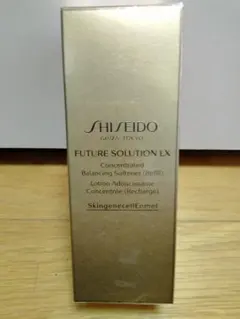 SHISEIDO
GINZA TOKYO
FUTURE SOLUTION LX
Concentrated
Balancing Softener (Refill)
Lotion Adoucissante
Concentrée (Recharge)
SkingenecellEnmei